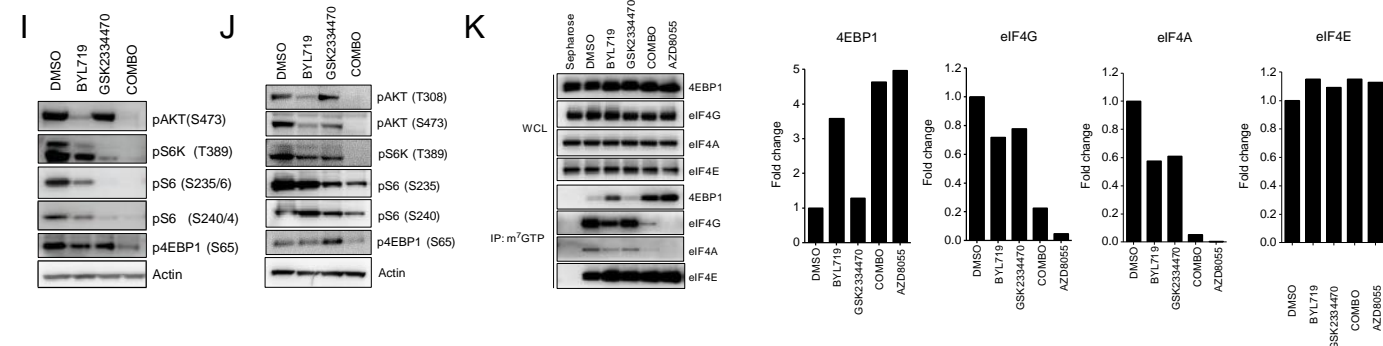 I
DMSO
BYL719
GSK2334470
COMBO
pAKT(S473)
pS6K (T389)
pS6 (S235/6)
pS6 (S240/4)
p4EBP1 (S65)
Actin
J
DMSO
BYL719
GSK2334470
COMBO
pAKT (T308)
pAKT (S473)
pS6K (T389)
pS6 (S235)
pS6 (S240)
p4EBP1 (S65)
Actin
K
Sepharose
DMSO
BYL719
GSK2334470
COMBO
AZD8055
WCL
4EBP1
eIF4G
eIF4A
eIF4E
IP: m⁷GTP
4EBP1
eIF4G
eIF4A
eIF4E
4EBP1
Fold change
5
4
3
2
1
0
DMSO
BYL719
GSK2334470
COMBO
AZD8055
eIF4G
Fold change
1.2
1.0
0.8
0.6
0.4
0.2
0.0
DMSO
BYL719
GSK2334470
COMBO
AZD8055
eIF4A
Fold change
1.2
1.0
0.8
0.6
0.4
0.2
0.0
DMSO
BYL719
GSK2334470
COMBO
AZD8055
eIF4E
Fold change
1.2
1.0
0.8
0.6
0.4
0.2
0.0
DMSO
BYL719
GSK2334470
COMBO
AZD8055